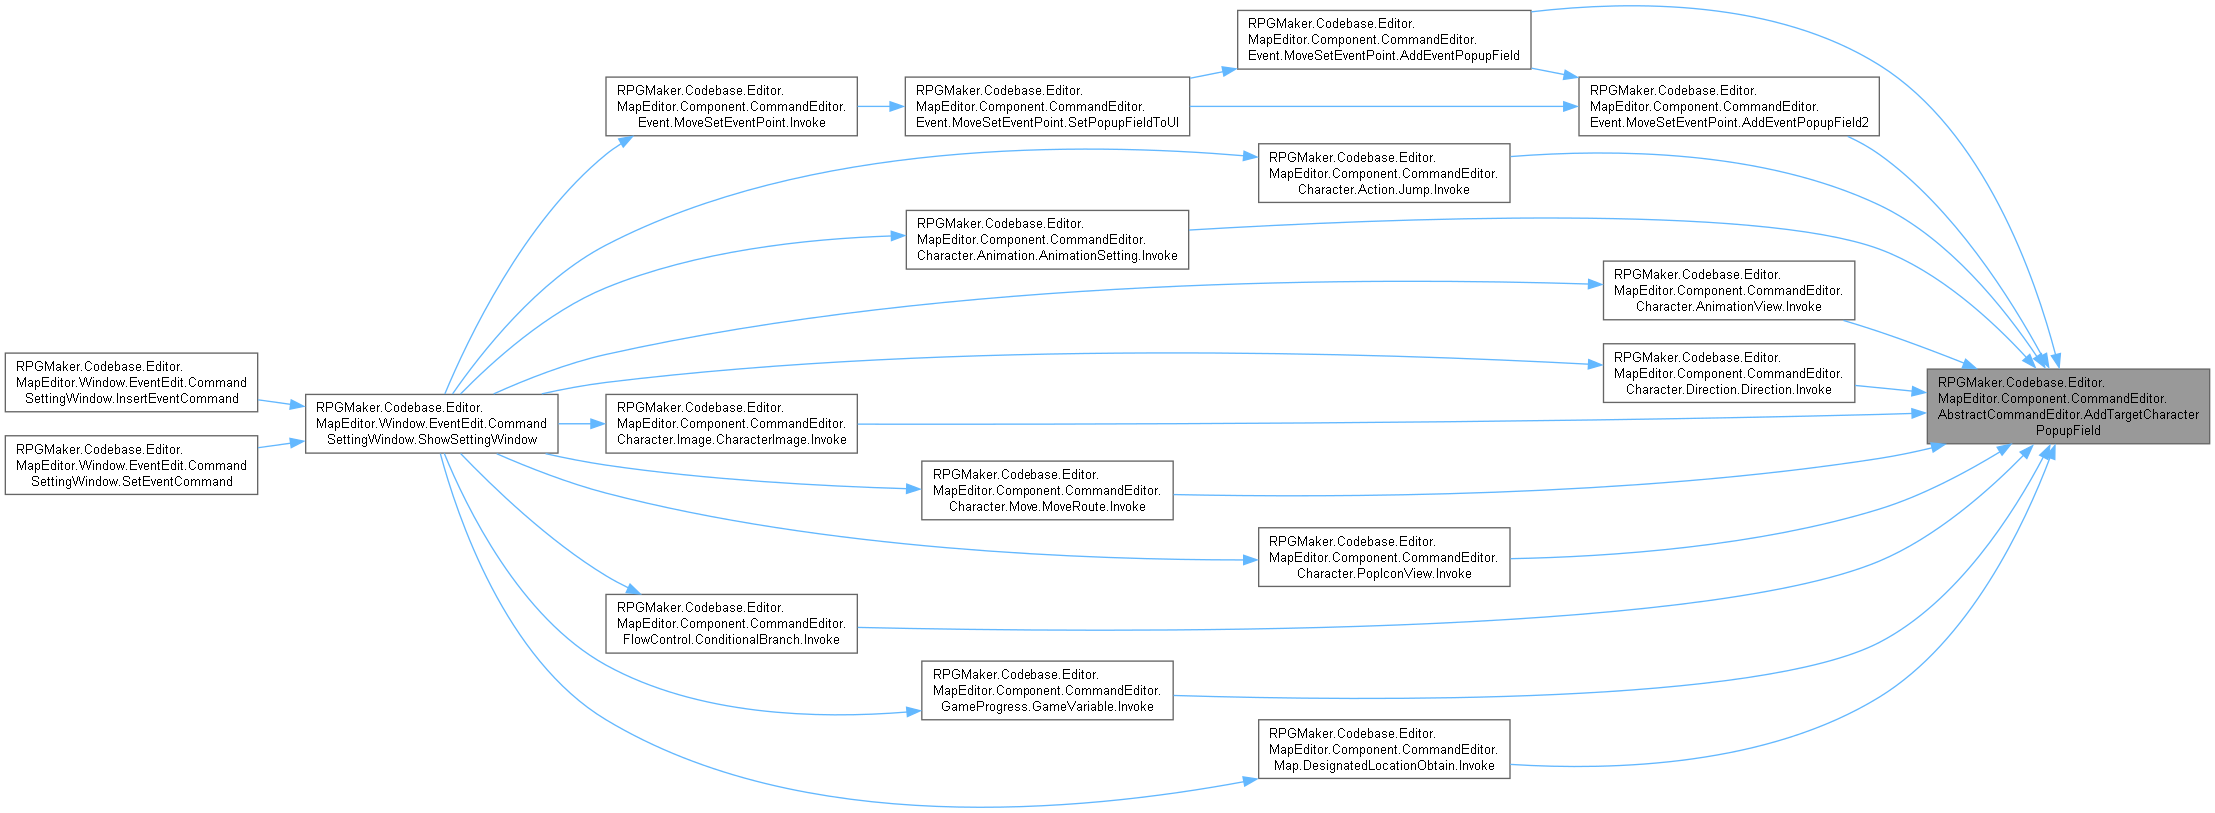 RPGMaker.Codebase.Editor.
MapEditor.Component.CommandEditor.
Event.MoveSetEventPoint.AddEventPopupField
RPGMaker.Codebase.Editor.
MapEditor.Component.CommandEditor.
Event.MoveSetEventPoint.Invoke
RPGMaker.Codebase.Editor.
MapEditor.Component.CommandEditor.
Event.MoveSetEventPoint.SetPopupFieldToUI
RPGMaker.Codebase.Editor.
MapEditor.Component.CommandEditor.
Event.MoveSetEventPoint.AddEventPopupField2
RPGMaker.Codebase.Editor.
MapEditor.Component.CommandEditor.
Character.Action.Jump.Invoke
RPGMaker.Codebase.Editor.
MapEditor.Component.CommandEditor.
Character.Animation.AnimationSetting.Invoke
RPGMaker.Codebase.Editor.
MapEditor.Component.CommandEditor.
Character.AnimationView.Invoke
RPGMaker.Codebase.Editor.
MapEditor.Window.EventEdit.Command
SettingWindow.InsertEventCommand
RPGMaker.Codebase.Editor.
MapEditor.Component.CommandEditor.
Character.Direction.Direction.Invoke
RPGMaker.Codebase.Editor.
MapEditor.Component.CommandEditor.
AbstractCommandEditor.AddTargetCharacter
PopupField
RPGMaker.Codebase.Editor.
MapEditor.Window.EventEdit.Command
SettingWindow.ShowSettingWindow
RPGMaker.Codebase.Editor.
MapEditor.Component.CommandEditor.
Character.Image.CharacterImage.Invoke
RPGMaker.Codebase.Editor.
MapEditor.Window.EventEdit.Command
SettingWindow.SetEventCommand
RPGMaker.Codebase.Editor.
MapEditor.Component.CommandEditor.
Character.Move.MoveRoute.Invoke
RPGMaker.Codebase.Editor.
MapEditor.Component.CommandEditor.
Character.PopIconView.Invoke
RPGMaker.Codebase.Editor.
MapEditor.Component.CommandEditor.
FlowControl.ConditionalBranch.Invoke
RPGMaker.Codebase.Editor.
MapEditor.Component.CommandEditor.
GameProgress.GameVariable.Invoke
RPGMaker.Codebase.Editor.
MapEditor.Component.CommandEditor.
Map.DesignatedLocationObtain.Invoke